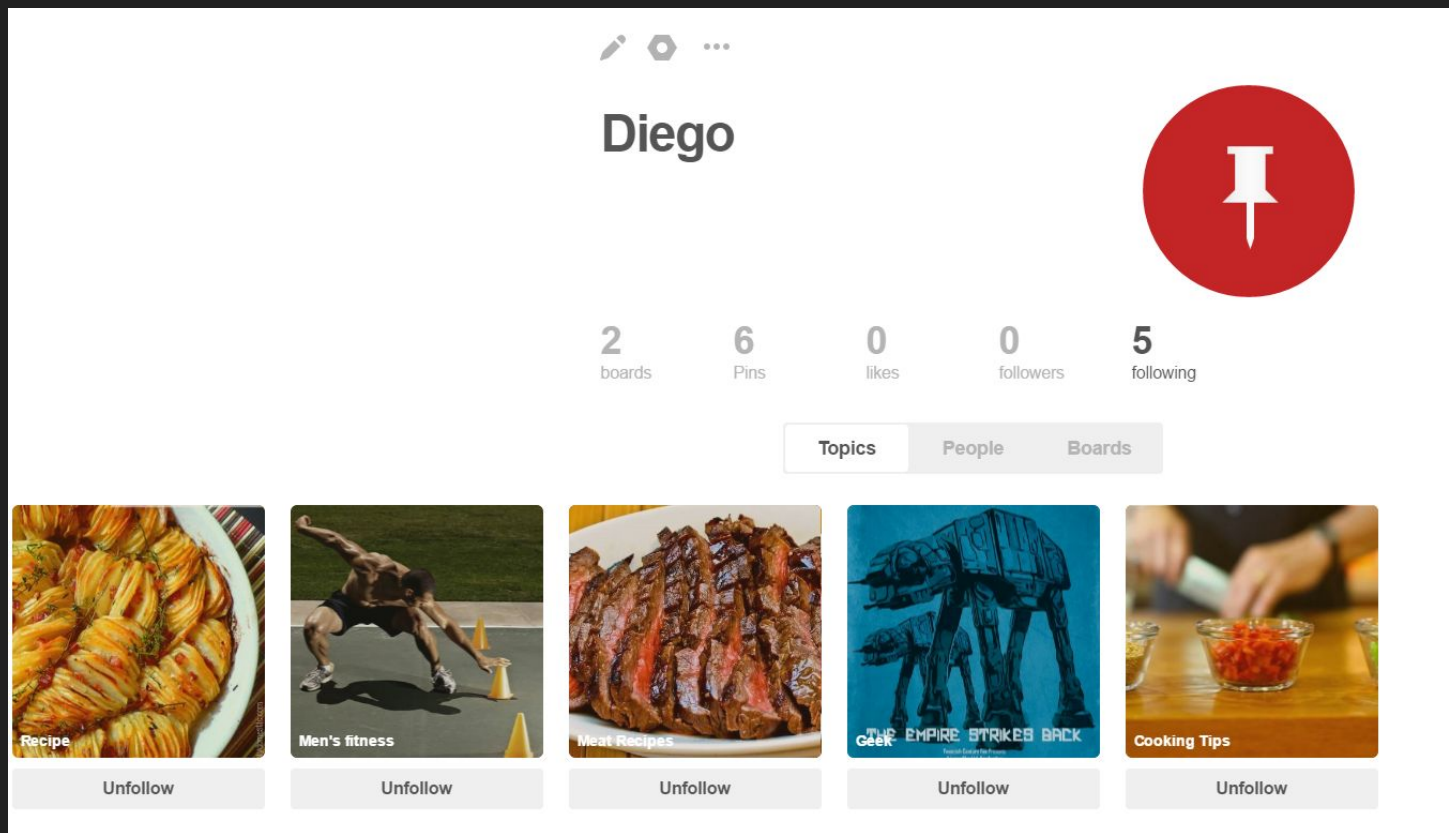 Diego
2 6 0 0 5
boards Pins likes followers following
Topics People Boards
Recipe Men's fitness Meat Recipes Geek Cooking Tips
THE EMPIRE STRIKES BACK
Unfollow Unfollow Unfollow Unfollow Unfollow